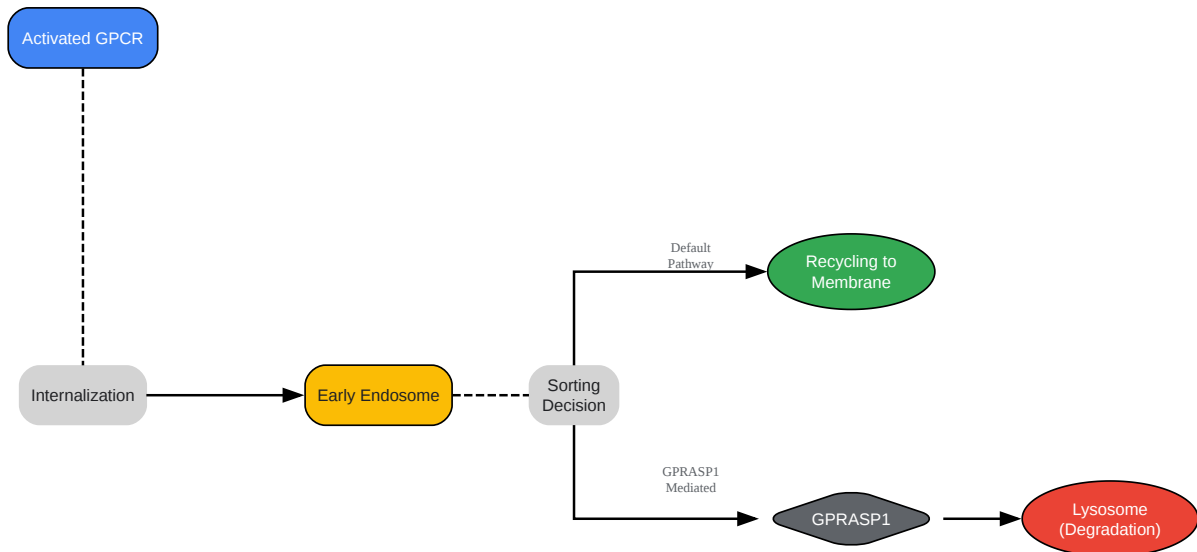 Activated GPCR
Default
Pathway
Recycling to
Membrane
Internalization
Early Endosome
Sorting
Decision
GPRASP1
Mediated
GPRASP1
Lysosome
(Degradation)